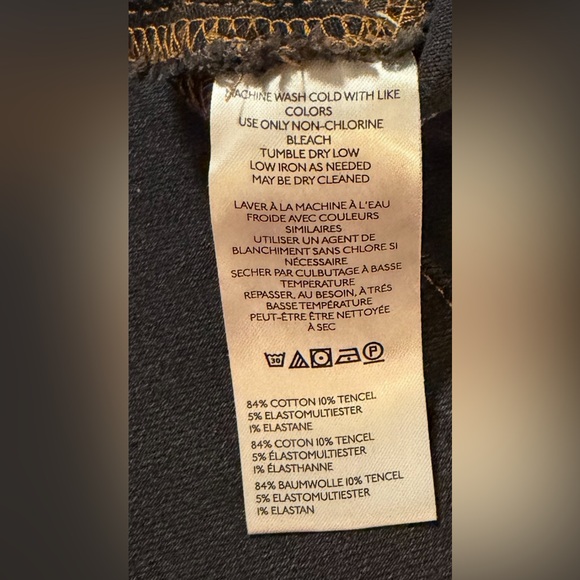 MACHINE WASH COLD WITH LIKE
COLORS
USE ONLY NON-CHLORINE
BLEACH
TUMBLE DRY LOW
LOW IRON AS NEEDED
MAY BE DRY CLEANED
LAVER À LA MACHINE À L'EAU
FROIDE AVEC COULEURS
SIMILAIRES
UTILISER UN AGENT DE
BLANCHIMENT SANS CHLORE SI
NÉCESSAIRE
SECHER PAR CULBUTAGE À BASSE
TEMPERATURE
REPASSER, AU BESOIN, À TRÉS
BASSE TEMPÉRATURE
PEUT-ÊTRE ÊTRE NETTOYÉE
À SEC
30 P
84% COTTON 10% TENCEL
5% ELASTOMULTIESTER
1% ELASTANE
84% COTON 10% TENCEL
5% ÉLASTOMULTIESTER
1% ÉLASTHANNE
84% BAUMWOLLE 10% TENCEL
5% ELASTOMULTIESTER
1% ELASTAN